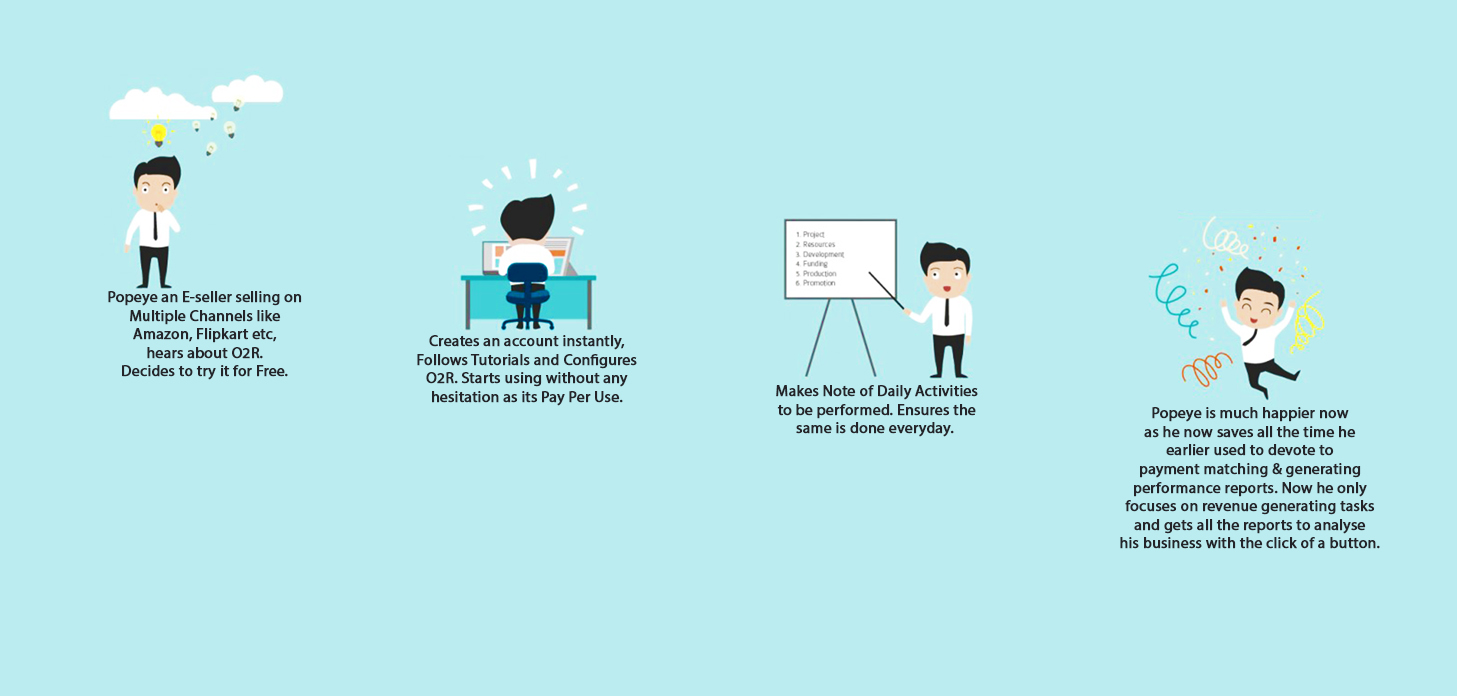 Popeye an E-seller selling on
Multiple Channels like
Amazon, Flipkart etc,
hears about O2R.
Decides to try it for Free.
Creates an account instantly,
Follows Tutorials and Configures
O2R. Starts using without any
hesitation as its Pay Per Use.
1. Project
2. Resources
3. Development
4. Funding
5. Production
6. Promotion
Makes Note of Daily Activities
to be performed. Ensures the
same is done everyday.
Popeye is much happier now
as he now saves all the time he
earlier used to devote to
payment matching & generating
performance reports. Now he only
focuses on revenue generating tasks
and gets all the reports to analyse
his business with the click of a button.